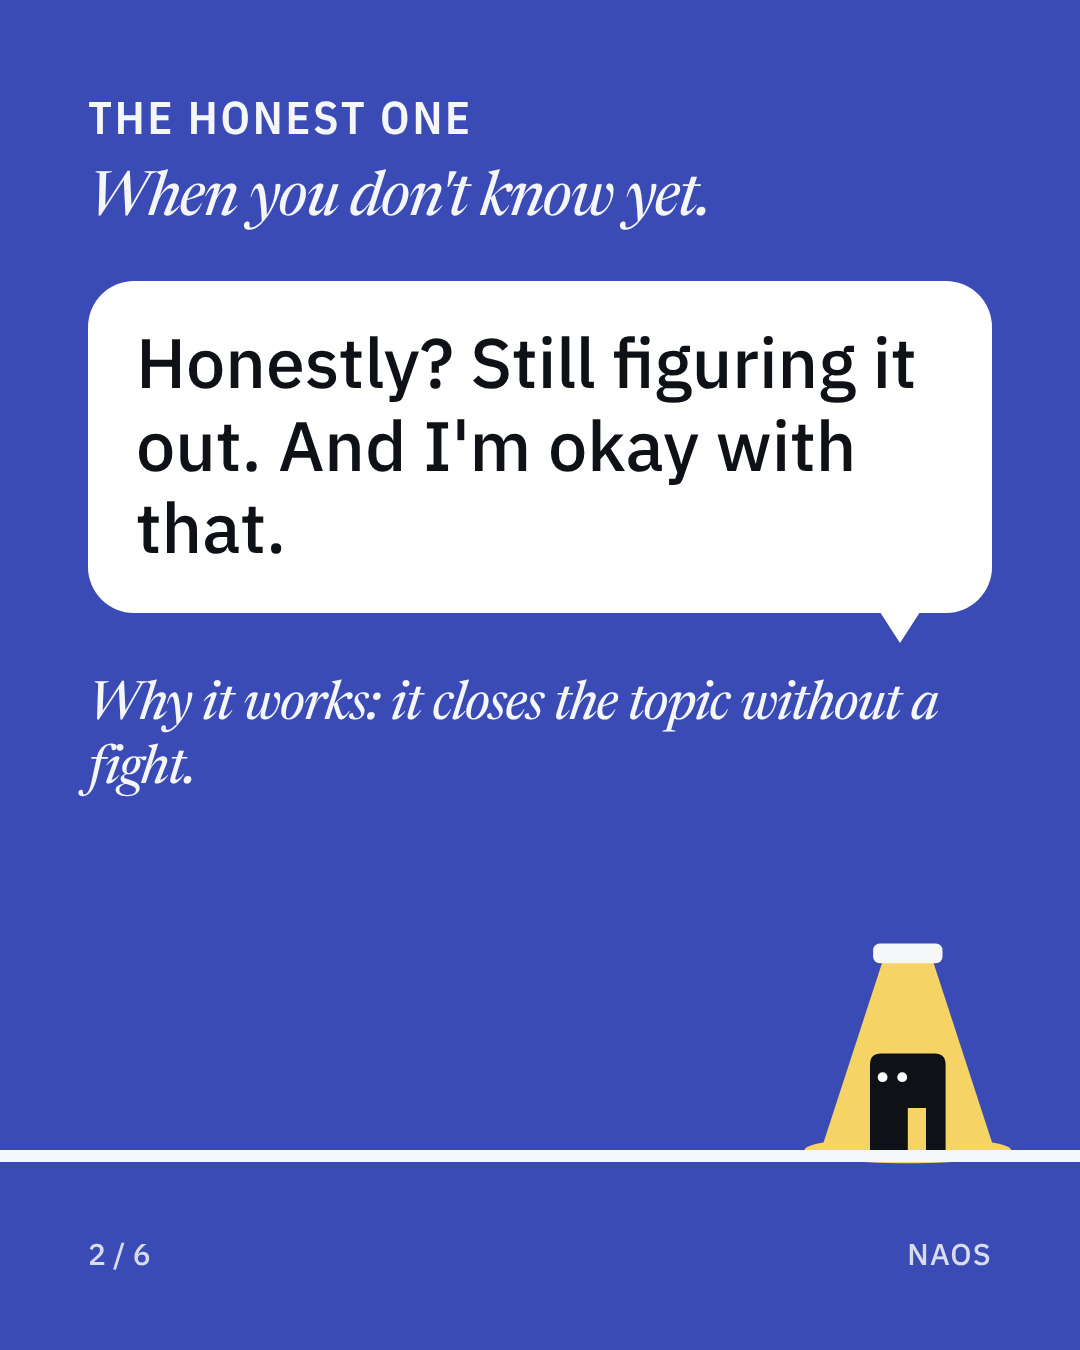 THE HONEST ONE
When you don't know yet.
Honestly? Still figuring it
out. And I'm okay with
that.
Why it works: it closes the topic without a
fight.
2 / 6
NAOS